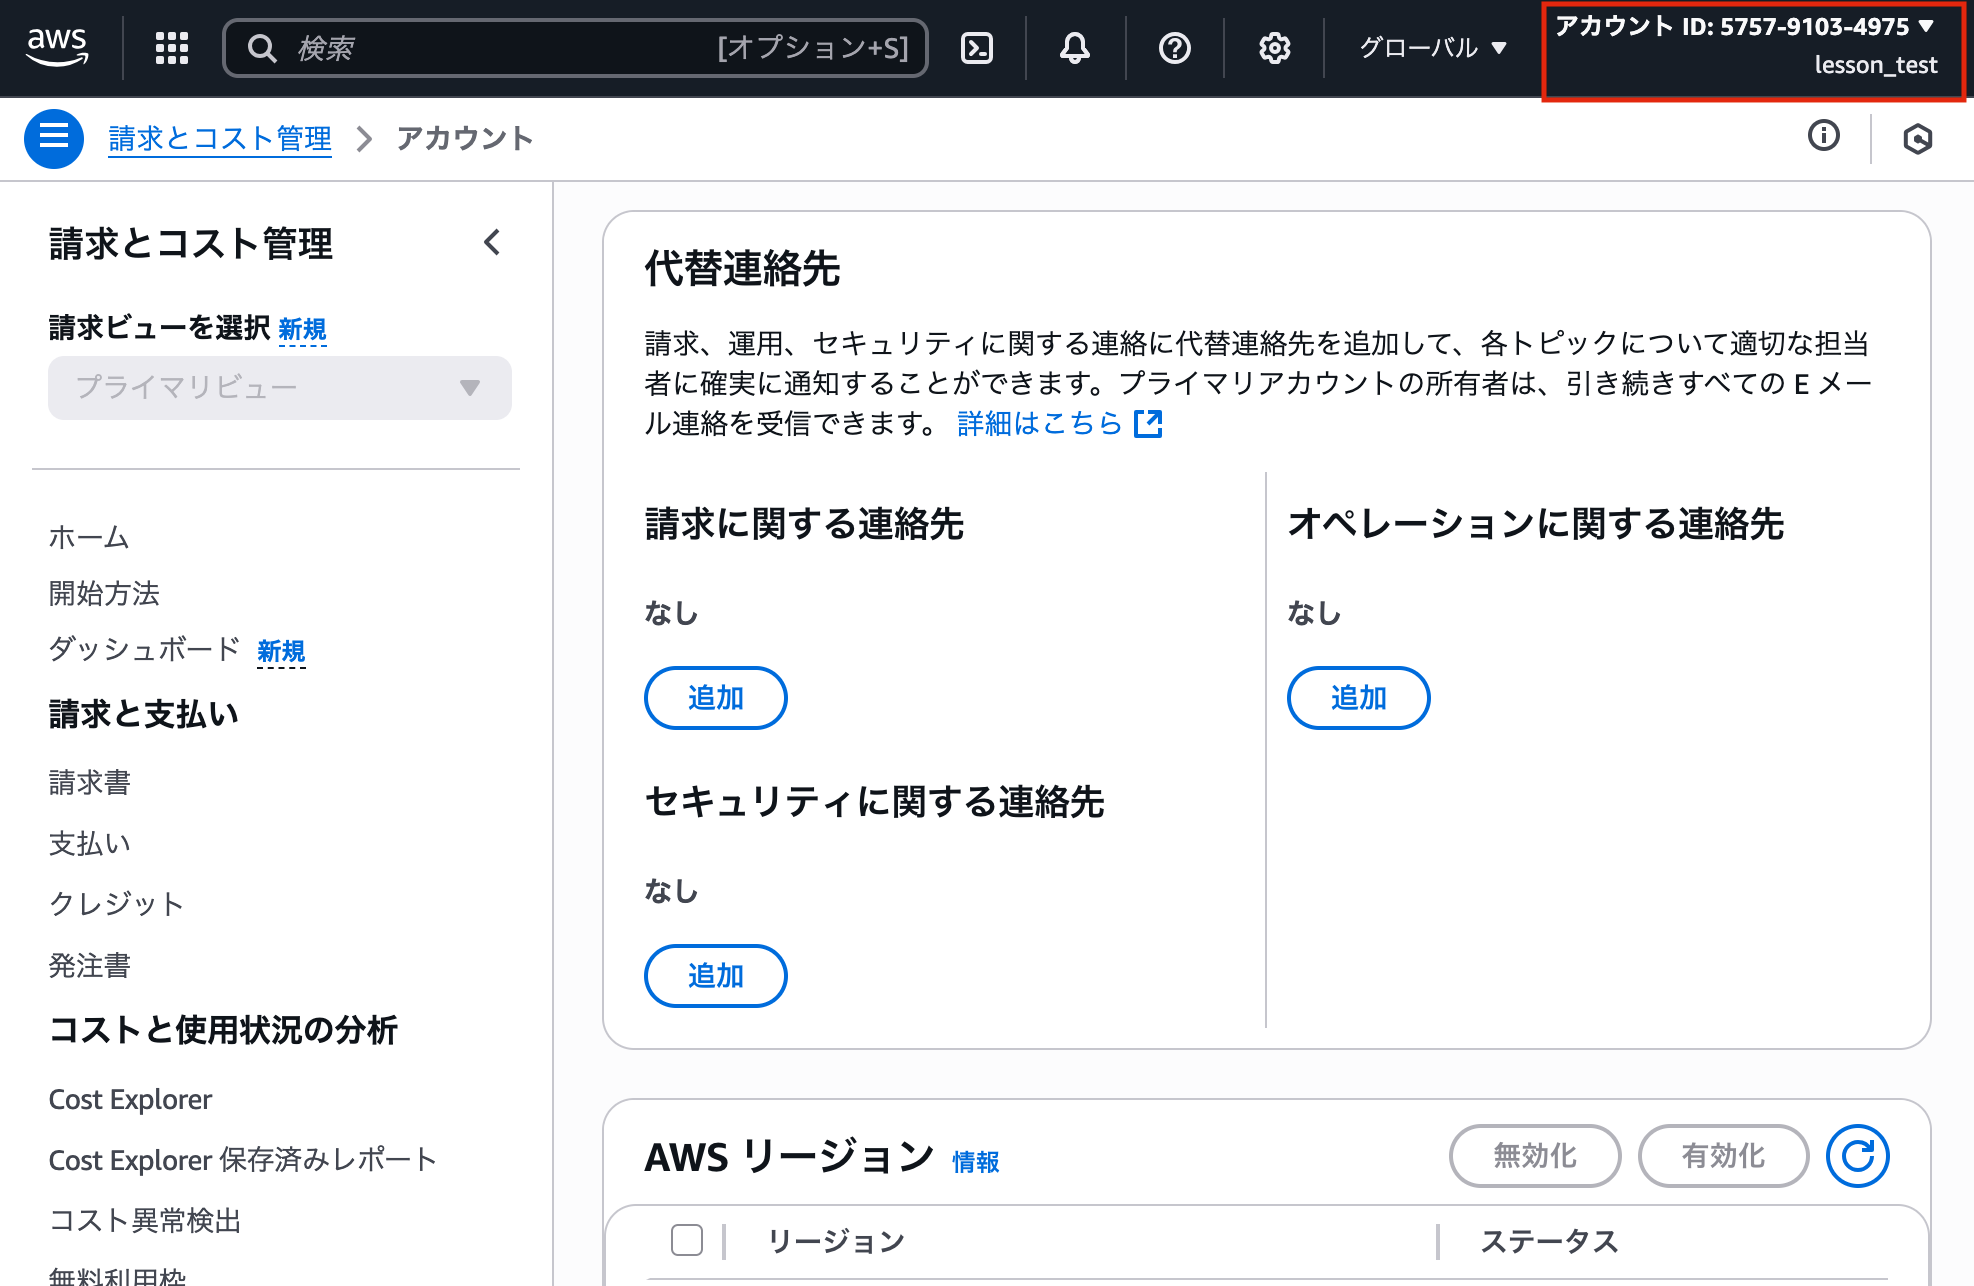 aws
検索
[オプション+S]
グローバル ▼
アカウント ID: 5757-9103-4975 ▼
lesson_test
請求とコスト管理 > アカウント
請求とコスト管理
請求ビューを選択 新規
プライマリビュー
ホーム
開始方法
ダッシュボード 新規
請求と支払い
請求書
支払い
クレジット
発注書
コストと使用状況の分析
Cost Explorer
Cost Explorer 保存済みレポート
コスト異常検出
無料利用枠
代替連絡先
請求、運用、セキュリティに関する連絡に代替連絡先を追加して、各トピックについて適切な担当
者に確実に通知することができます。プライマリアカウントの所有者は、引き続きすべての E メー
ル連絡を受信できます。 詳細はこちら
請求に関する連絡先
なし
追加
オペレーションに関する連絡先
なし
追加
セキュリティに関する連絡先
なし
追加
AWS リージョン 情報
無効化
有効化
リージョン
ステータス